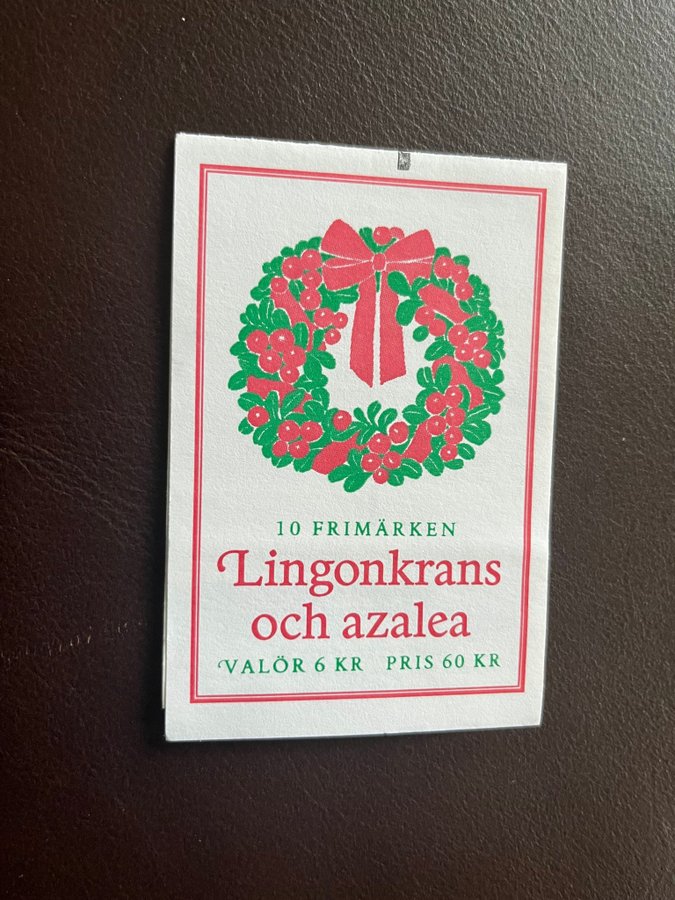 10 FRIMÄRKEN
Lingonkrans
och azalea
VALÖR 6 KR PRIS 60 KR